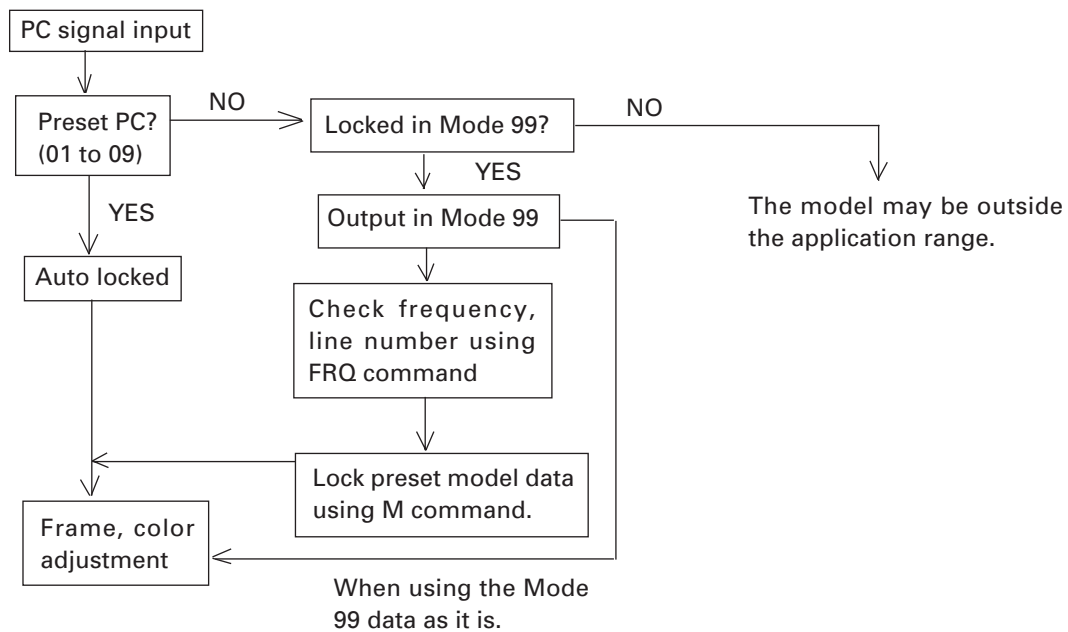 PC signal input
NO
NO
Preset PC?
(01 to 09)
Locked in Mode 99?
YES
YES
Output in Mode 99
The model may be outside
the application range.
Auto locked
Check frequency,
line number using
FRQ command
Lock preset model data
using M command.
Frame, color
adjustment
When using the Mode
99 data as it is.